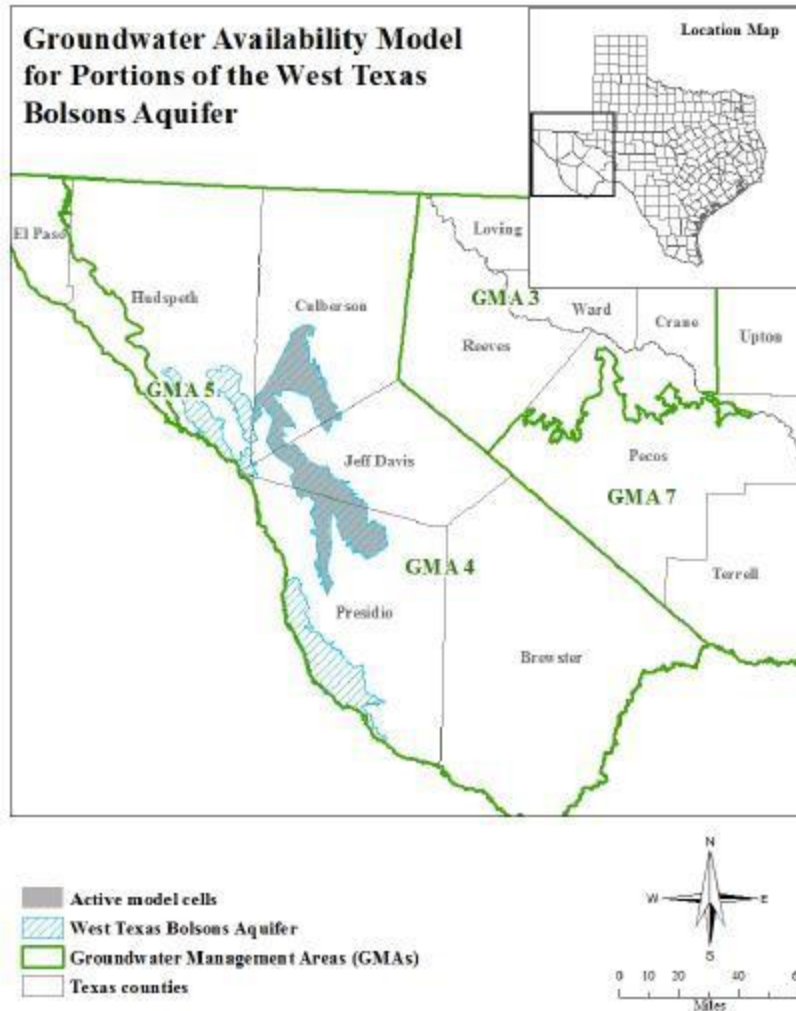 Groundwater Availability Model
for Portions of the West Texas
Bolsons Aquifer
Location Map
El Paso
Hudspeth
Culberson
Loving
GMA 3
Ward
Crane
Upton
Reeves
GMA 5
Jeff Davis
Pecos
GMA 7
GMA 4
Terrell
Presidio
Brewster
Active model cells
West Texas Bolsons Aquifer
Groundwater Management Areas (GMAs)
Texas counties
N
W E
S
0 10 20 40
Miles